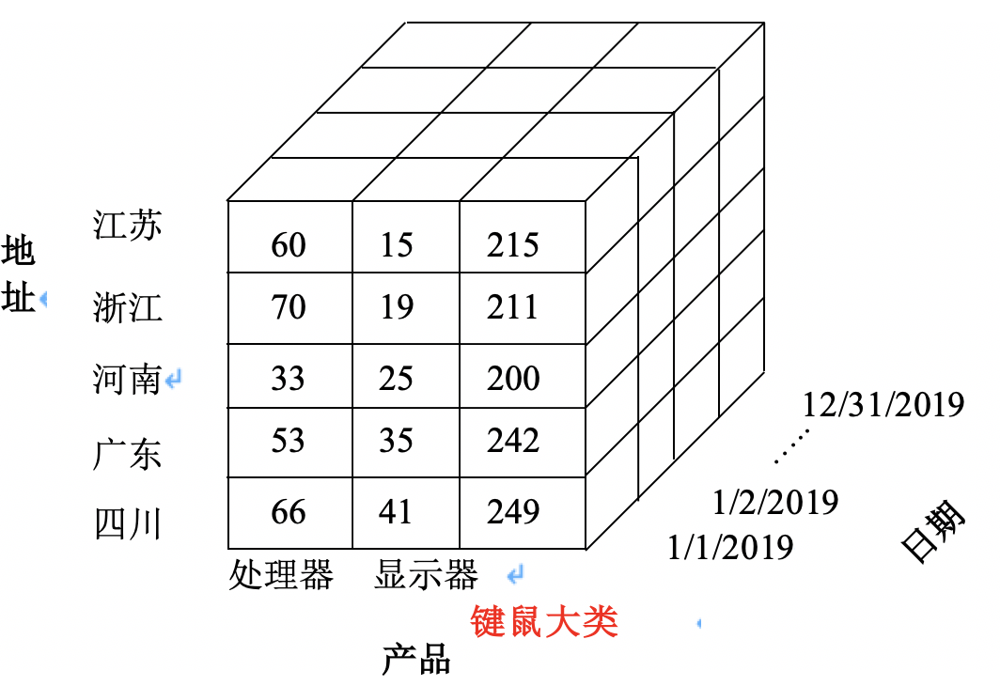 地址
江苏 60 15 215
浙江 70 19 211
河南 33 25 200
广东 53 35 242
四川 66 41 249
12/31/2019
……
1/2/2019
1/1/2019
日期
处理器 显示器
键鼠大类
产品